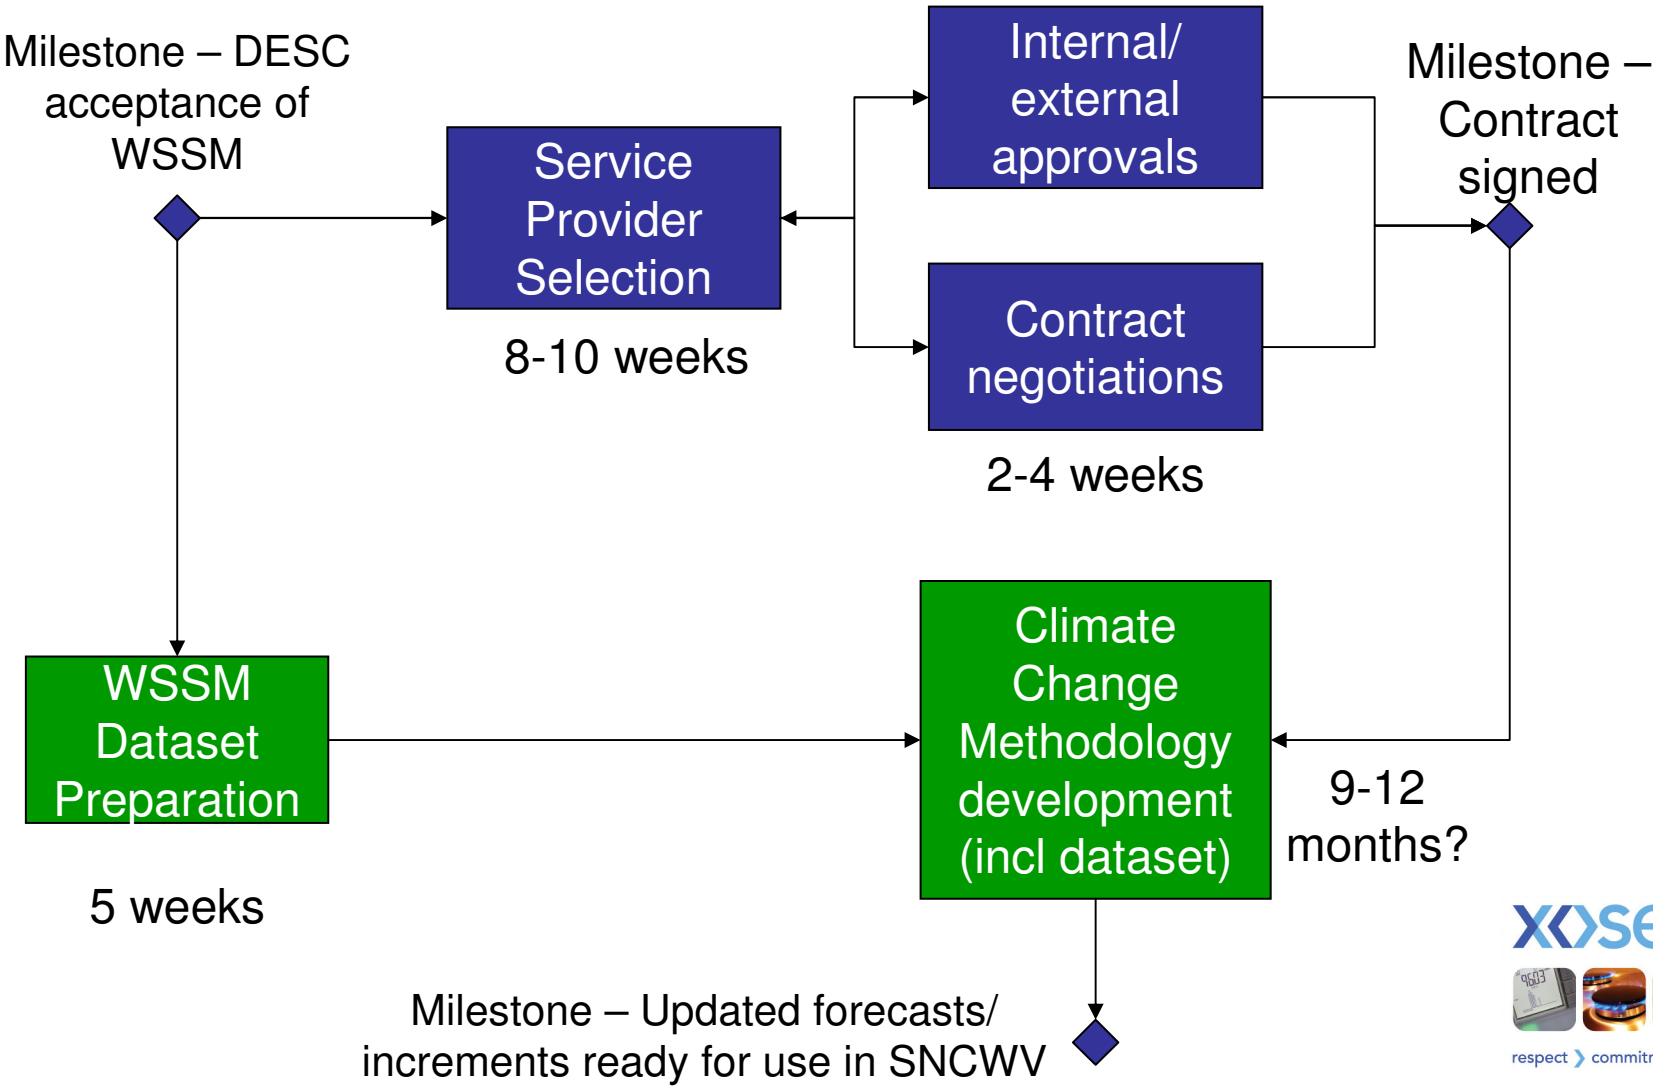 Milestone – DESC
acceptance of
WSSM
Service
Provider
Selection
8-10 weeks
Internal/
external
approvals
Contract
negotiations
2-4 weeks
Milestone –
Contract
signed
WSSM
Dataset
Preparation
5 weeks
Climate
Change
Methodology
development
(incl dataset)
9-12
months?
Milestone – Updated forecasts/
increments ready for use in SNCWV
respect ❯